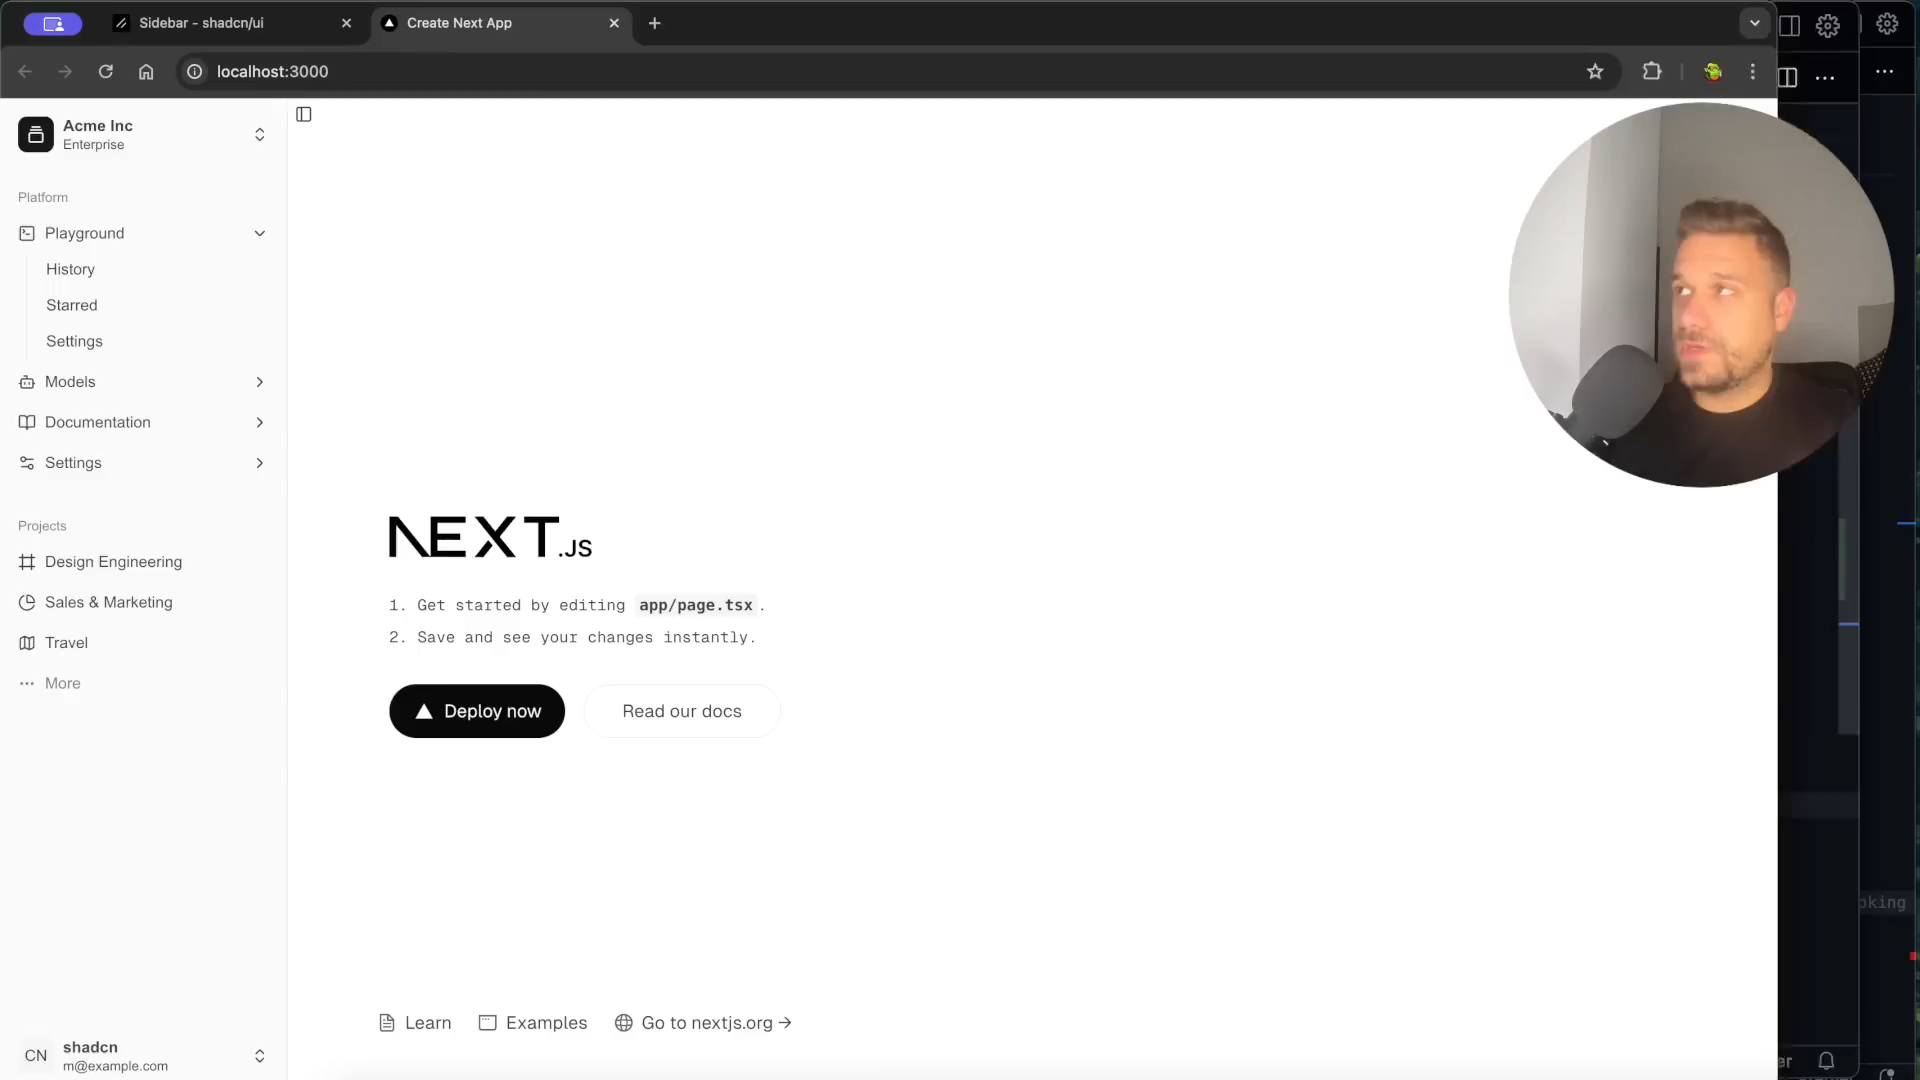 Sidebar - shadcn/ui
Create Next App
localhost:3000
Acme Inc
Enterprise
Platform
Playground
History
Starred
Settings
Models
Documentation
Settings
Projects
Design Engineering
Sales & Marketing
Travel
More
NEXT.JS
1. Get started by editing app/page.tsx.
2. Save and see your changes instantly.
Deploy now
Read our docs
Learn
Examples
Go to nextjs.org →
CN
shadcn
m@example.com